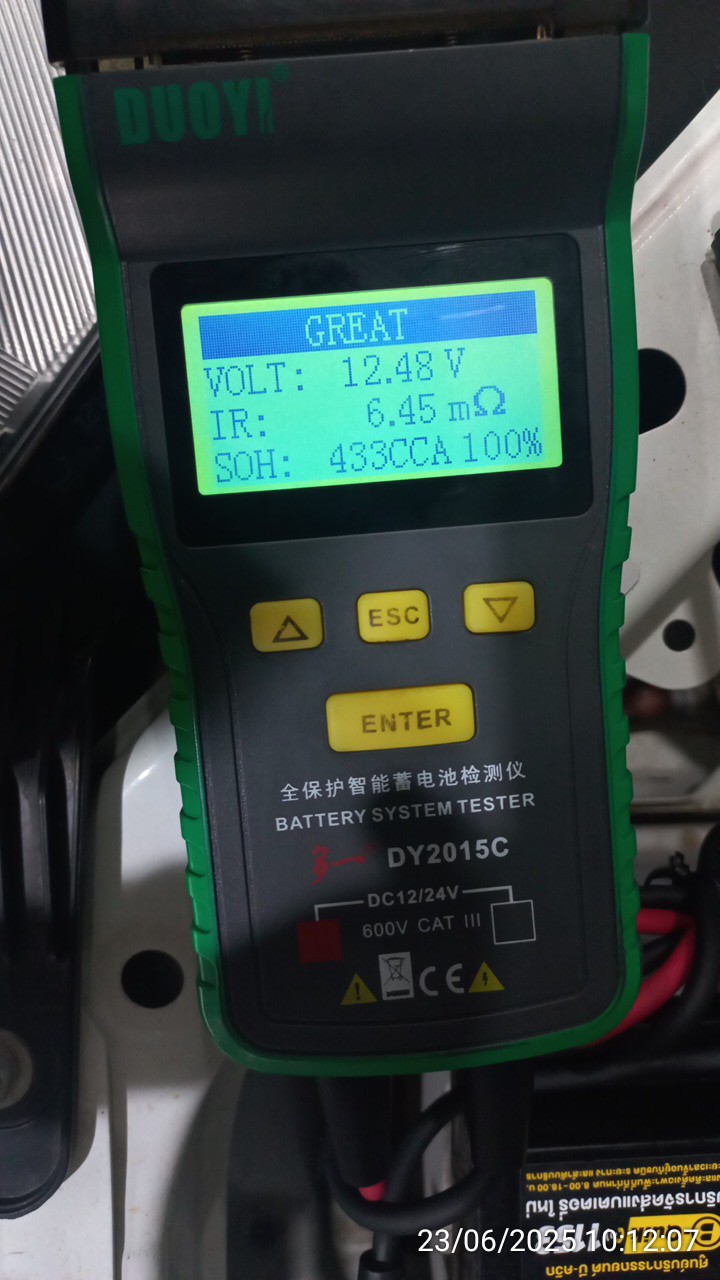 DUOYI
GREAT
VOLT: 12.48 V
IR: 6.45 mΩ
SOH: 433CCA 100%
ESC
ENTER
全保护智能蓄电池检测仪
BATTERY SYSTEM TESTER
DY2015C
DC12/24V
600V CAT III
CE
1153
23/06/2025 10:12:07